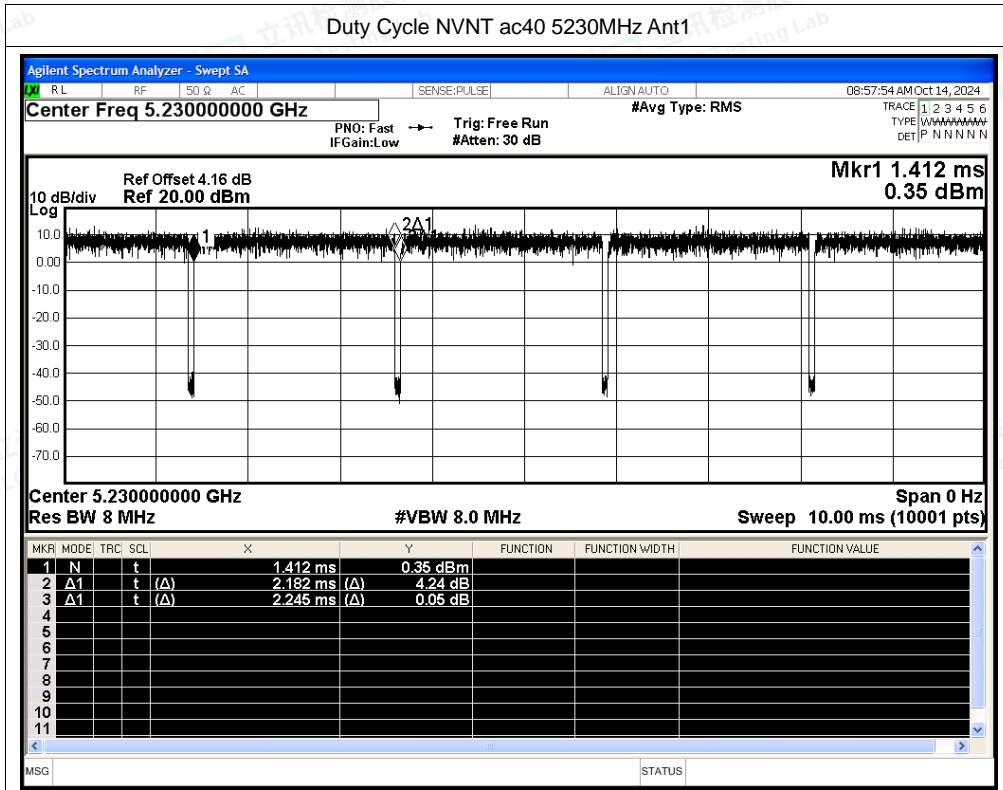 Duty Cycle NVNT ac40 5230MHz Ant1
Agilent Spectrum Analyzer - Swept SA
LXI RL RF 50 Ω AC SENSE:PULSE ALIGN AUTO 08:57:54 AM Oct 14, 2024
Center Freq 5.230000000 GHz #Avg Type: RMS TRACE 1 2 3 4 5 6
PNO: Fast Trig: Free Run TYPE WWWWWW
IFGain:Low #Atten: 30 dB DET P N N N N N
Mkr1 1.412 ms
Ref Offset 4.16 dB
10 dB/div Ref 20.00 dBm 0.35 dBm
Log
2Δ1
10.0
1
0.00
-10.0
-20.0
-30.0
-40.0
-50.0
-60.0
-70.0
Center 5.230000000 GHz Span 0 Hz
Res BW 8 MHz #VBW 8.0 MHz Sweep 10.00 ms (10001 pts)
MKR MODE TRC SCL X Y FUNCTION FUNCTION WIDTH FUNCTION VALUE
1 N t 1.412 ms 0.35 dBm
2 Δ1 t (Δ) 2.182 ms (Δ) 4.24 dB
3 Δ1 t (Δ) 2.245 ms (Δ) 0.05 dB
4
5
6
7
8
9
10
11
MSG STATUS